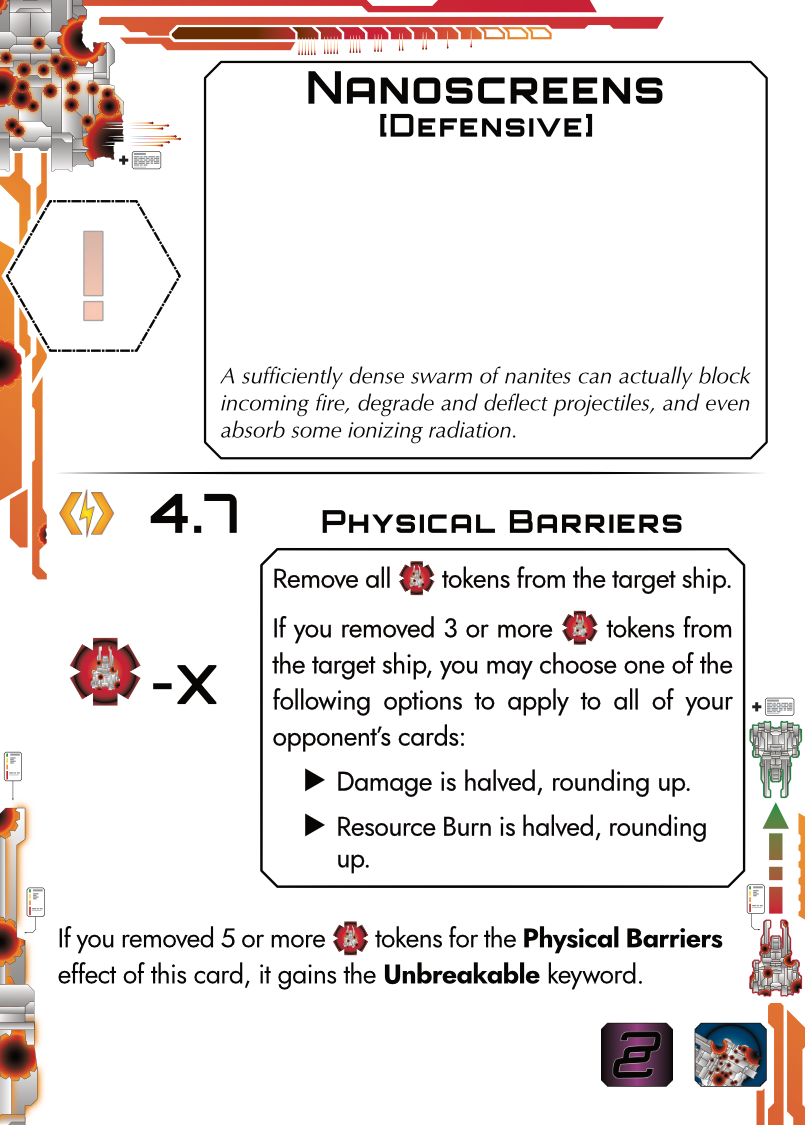 Nanoscreens
[Defensive]
!
A sufficiently dense swarm of nanites can actually block
incoming fire, degrade and deflect projectiles, and even
absorb some ionizing radiation.
4.7
Physical Barriers
Remove all tokens from the target ship.
If you removed 3 or more tokens from
the target ship, you may choose one of the
following options to apply to all of your
opponent’s cards:
▶ Damage is halved, rounding up.
▶ Resource Burn is halved, rounding
up.
-X
If you removed 5 or more tokens for the Physical Barriers
effect of this card, it gains the Unbreakable keyword.
2